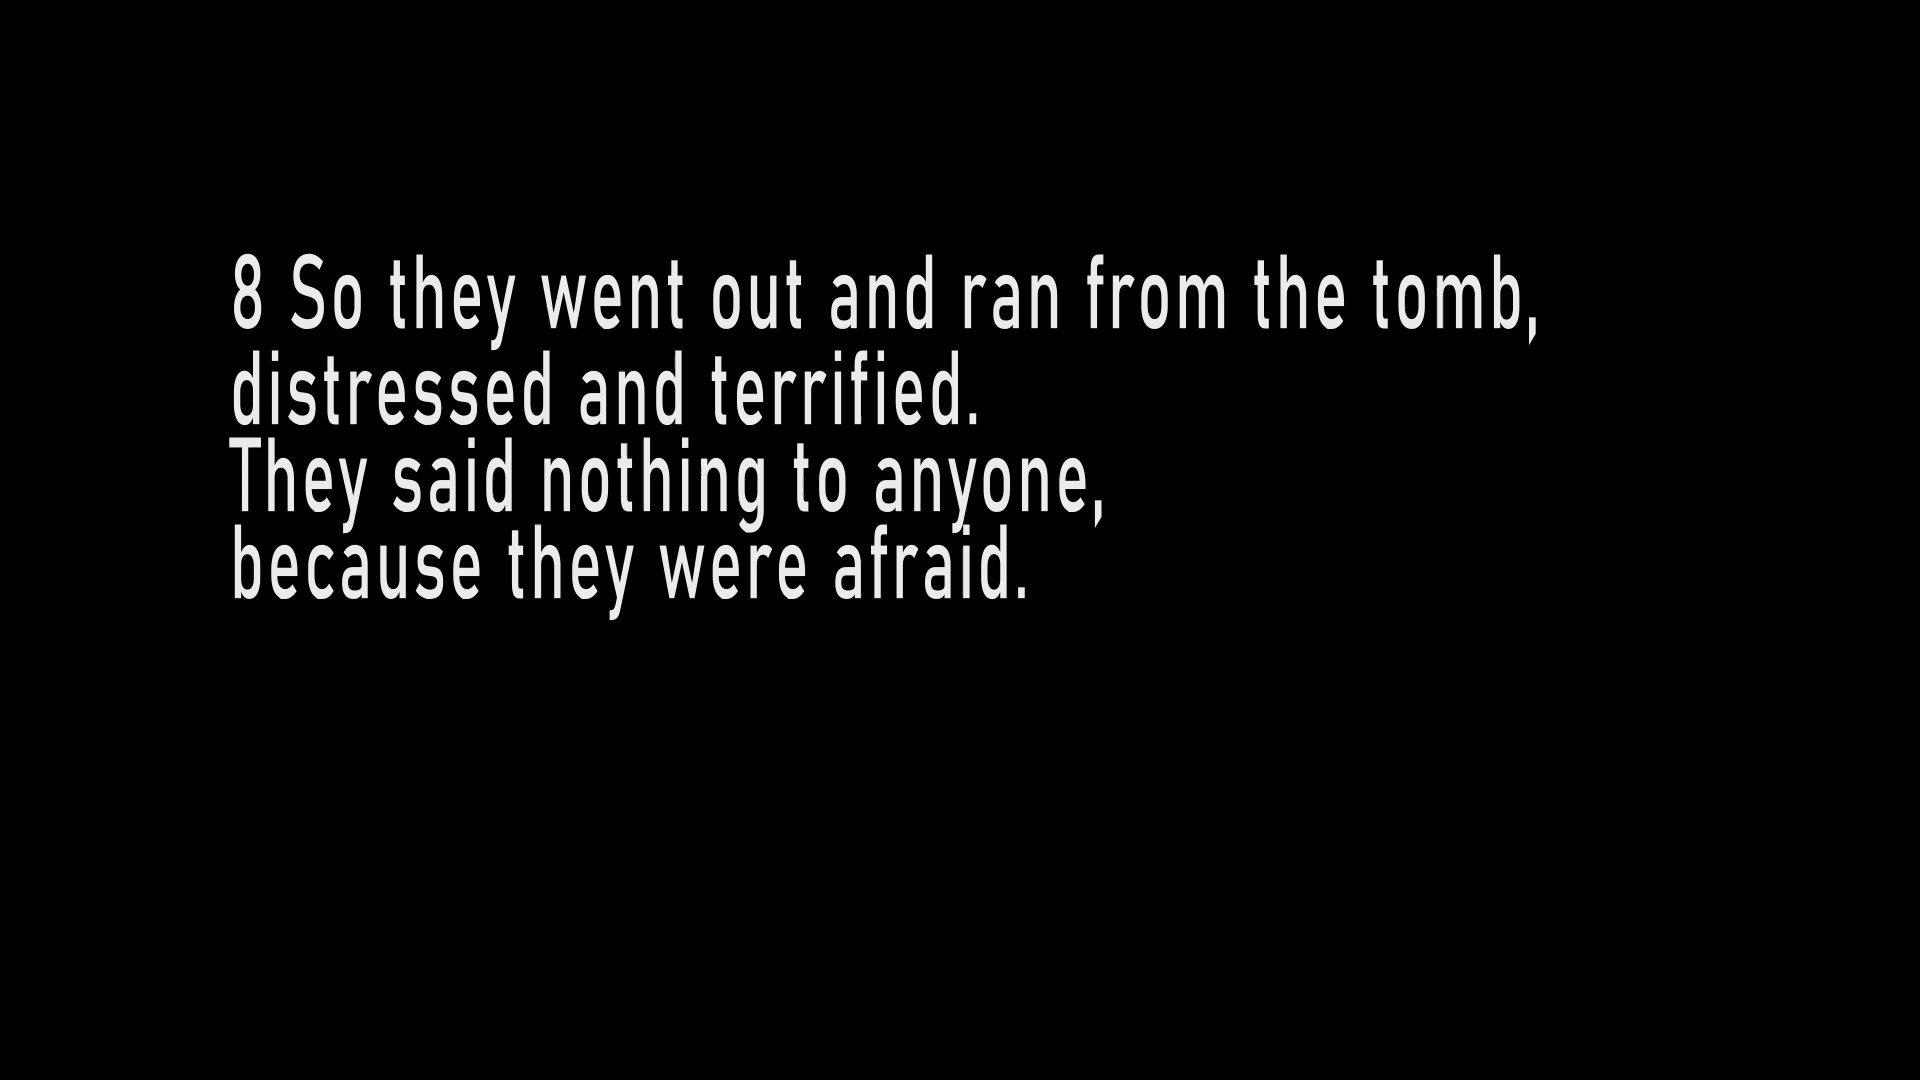 8 So they went out and ran from the tomb,
distressed and terrified.
They said nothing to anyone,
because they were afraid.